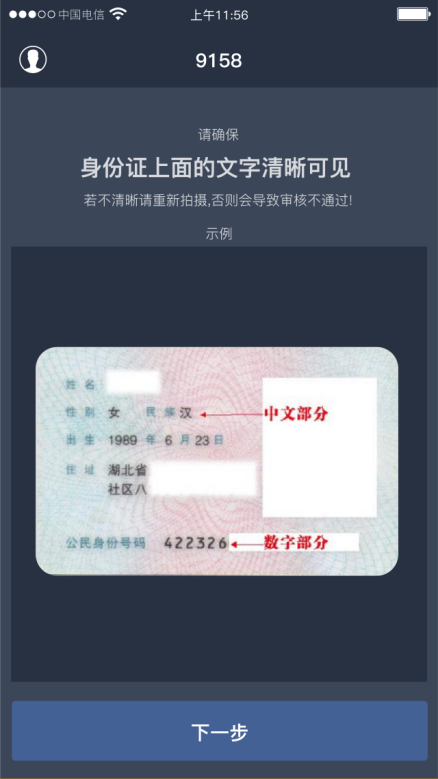 中国电信 上午11:56
9158
请确保
身份证上面的文字清晰可见
若不清晰请重新拍摄,否则会导致审核不通过!
示例
姓 名
性 别 女 民 族 汉 中文部分
出 生 1989 年 6 月 23 日
住 址 湖北省
社区八
公民身份号码 422326 数字部分
下一步